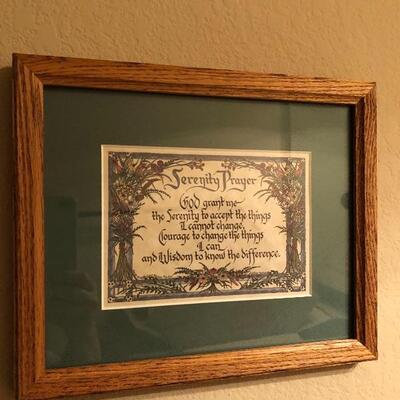 Serenity Prayer
God grant me
the Serenity to accept the things
I cannot change,
Courage to change the things
I can
and Wisdom to know the difference.